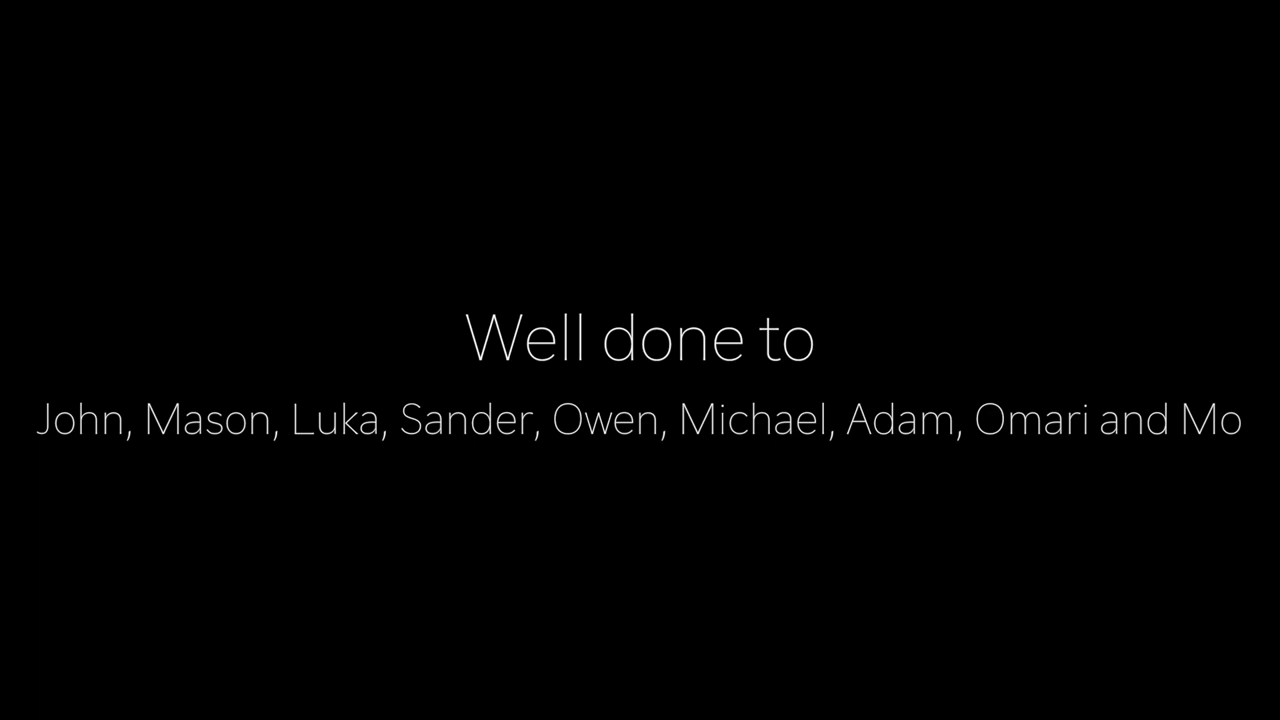 Well done to
John, Mason, Luka, Sander, Owen, Michael, Adam, Omari and Mo